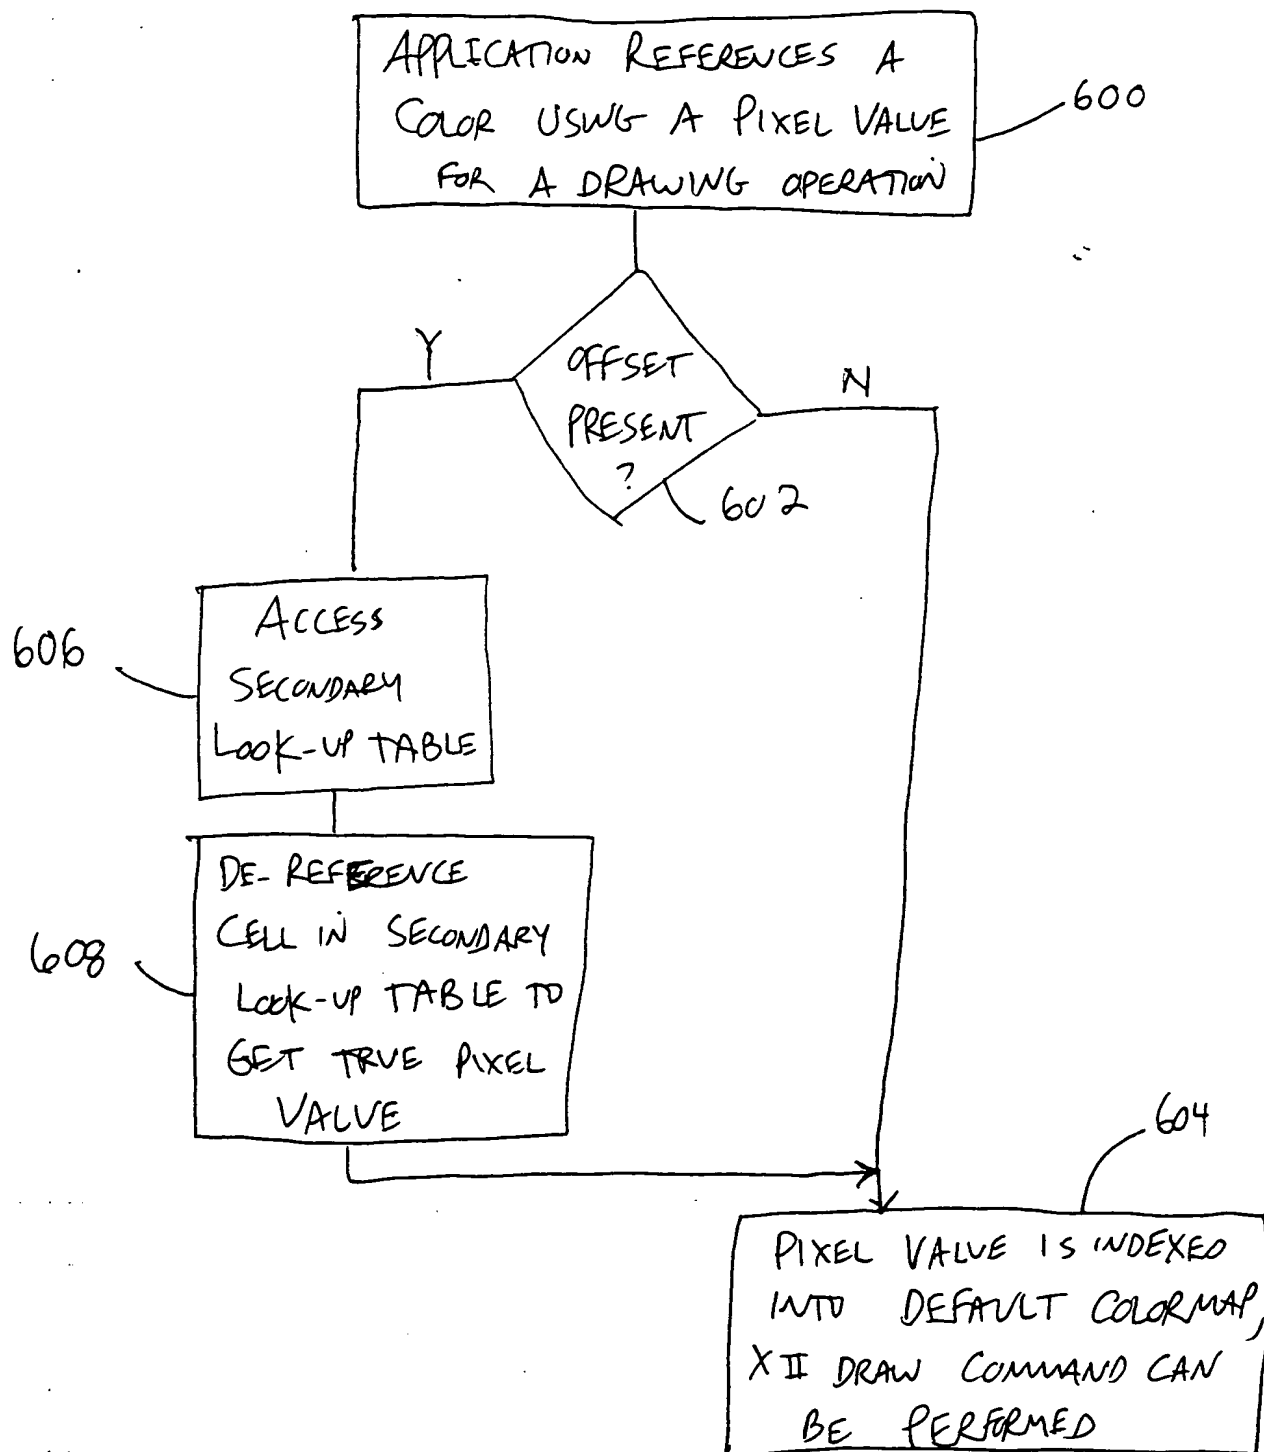 APPLICATION REFERENCES A
COLOR USING A PIXEL VALUE
FOR A DRAWING OPERATION
600
Y
OFFSET
PRESENT
?
N
602
ACCESS
SECONDARY
LOOK-UP TABLE
606
DE-REFERENCE
CELL IN SECONDARY
LOOK-UP TABLE TO
GET TRUE PIXEL
VALUE
608
604
PIXEL VALUE IS INDEXED
INTO DEFAULT COLORMAP,
XII DRAW COMMAND CAN
BE PERFORMED